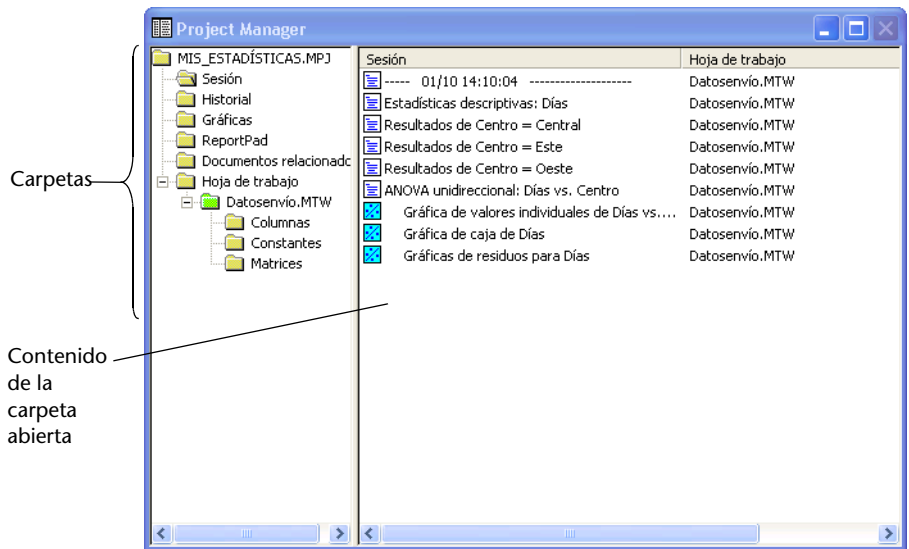 Project Manager
MIS_ESTADÍSTICAS.MPJ
Sesión
Historial
Gráficas
ReportPad
Documentos relacionadc
Hoja de trabajo
Datosenvío.MTW
Columnas
Constantes
Matrices
Sesión Hoja de trabajo
----- 01/10 14:10:04 -------------------- Datosenvío.MTW
Estadísticas descriptivas: Días Datosenvío.MTW
Resultados de Centro = Central Datosenvío.MTW
Resultados de Centro = Este Datosenvío.MTW
Resultados de Centro = Oeste Datosenvío.MTW
ANOVA unidireccional: Días vs. Centro Datosenvío.MTW
Gráfica de valores individuales de Días vs.... Datosenvío.MTW
Gráfica de caja de Días Datosenvío.MTW
Gráficas de residuos para Días Datosenvío.MTW
Carpetas
Contenido
de la
carpeta
abierta